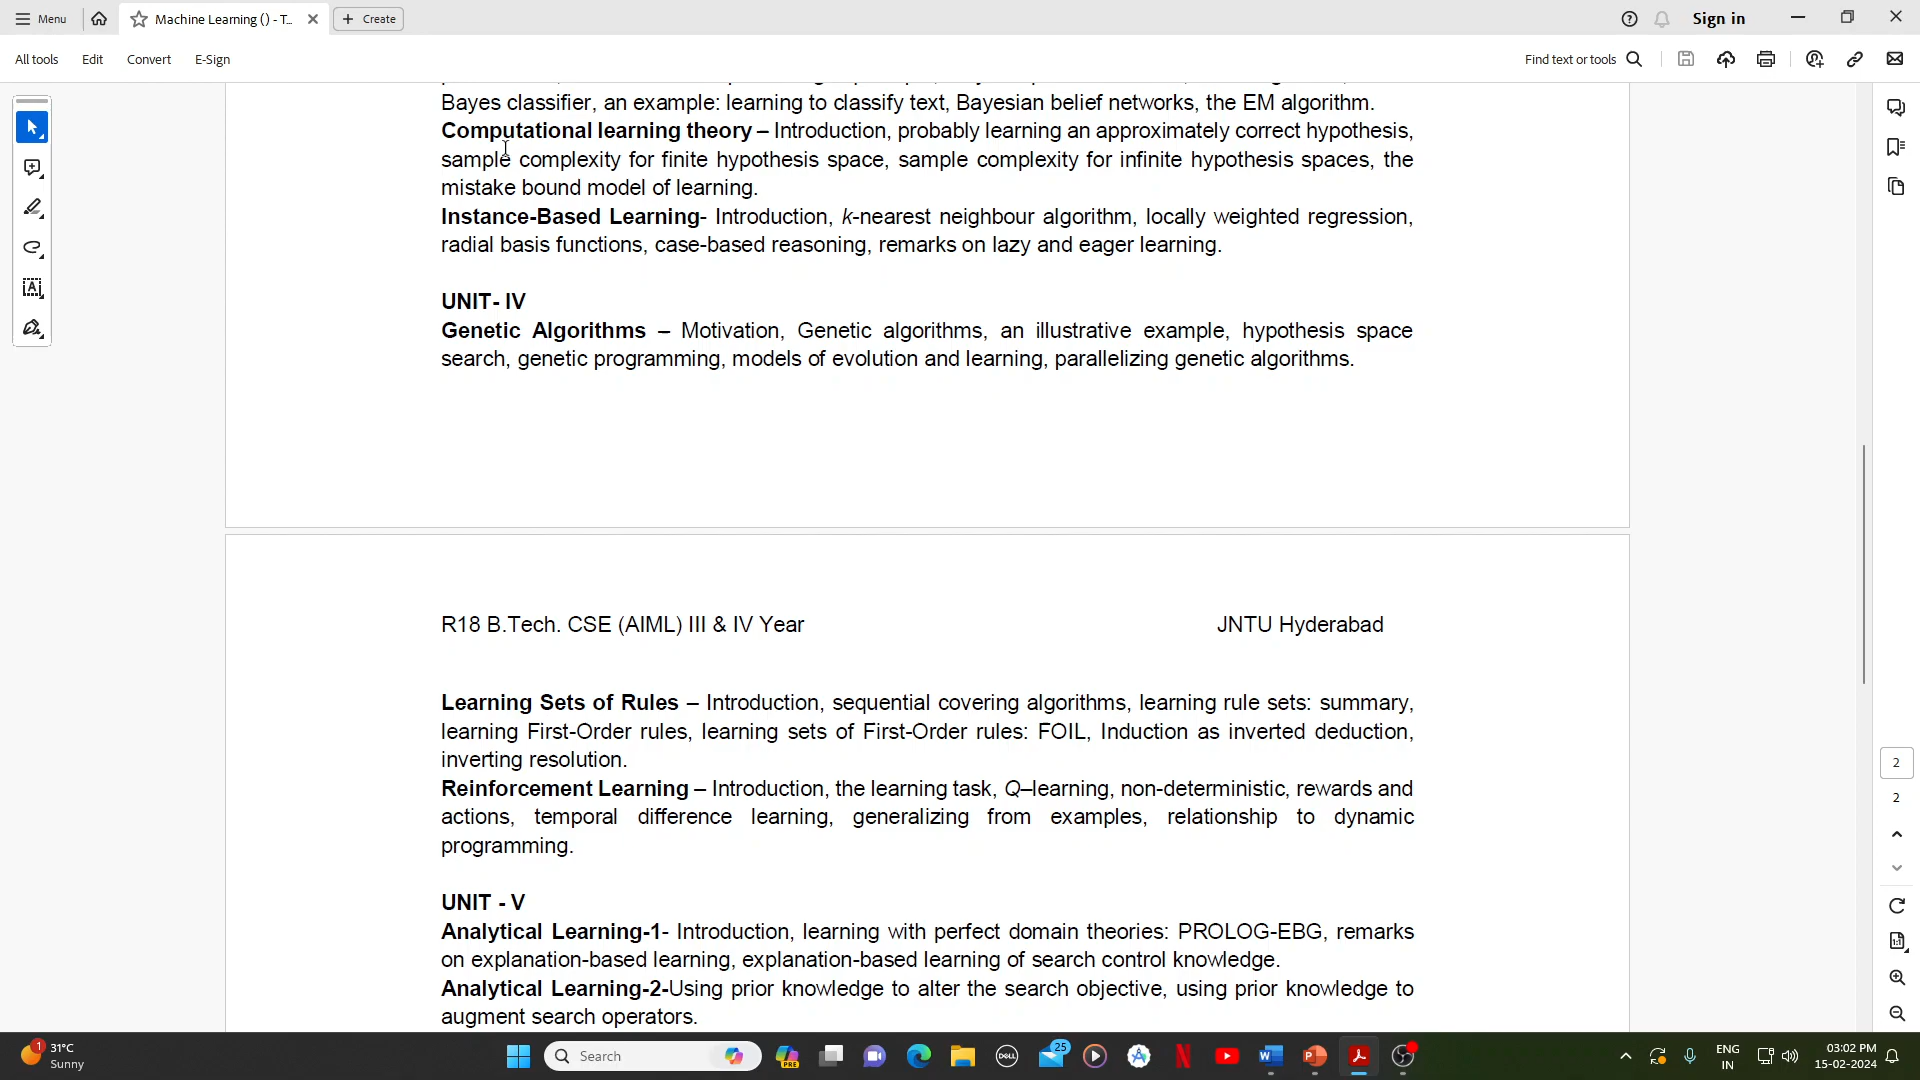 Menu
Machine Learning () - T...
Create
Sign in
All tools
Edit
Convert
E-Sign
Find text or tools
Bayes classifier, an example: learning to classify text, Bayesian belief networks, the EM algorithm.
Computational learning theory – Introduction, probably learning an approximately correct hypothesis,
sample complexity for finite hypothesis space, sample complexity for infinite hypothesis spaces, the
mistake bound model of learning.
Instance-Based Learning- Introduction, k-nearest neighbour algorithm, locally weighted regression,
radial basis functions, case-based reasoning, remarks on lazy and eager learning.
UNIT- IV
Genetic Algorithms – Motivation, Genetic algorithms, an illustrative example, hypothesis space
search, genetic programming, models of evolution and learning, parallelizing genetic algorithms.
R18 B.Tech. CSE (AIML) III & IV Year JNTU Hyderabad
Learning Sets of Rules – Introduction, sequential covering algorithms, learning rule sets: summary,
learning First-Order rules, learning sets of First-Order rules: FOIL, Induction as inverted deduction,
inverting resolution.
Reinforcement Learning – Introduction, the learning task, Q–learning, non-deterministic, rewards and
actions, temporal difference learning, generalizing from examples, relationship to dynamic
programming.
UNIT - V
Analytical Learning-1- Introduction, learning with perfect domain theories: PROLOG-EBG, remarks
on explanation-based learning, explanation-based learning of search control knowledge.
Analytical Learning-2-Using prior knowledge to alter the search objective, using prior knowledge to
augment search operators.
2
2
1
31°C
Sunny
Search
PRE
DELL
25
ENG
IN
03:02 PM
15-02-2024